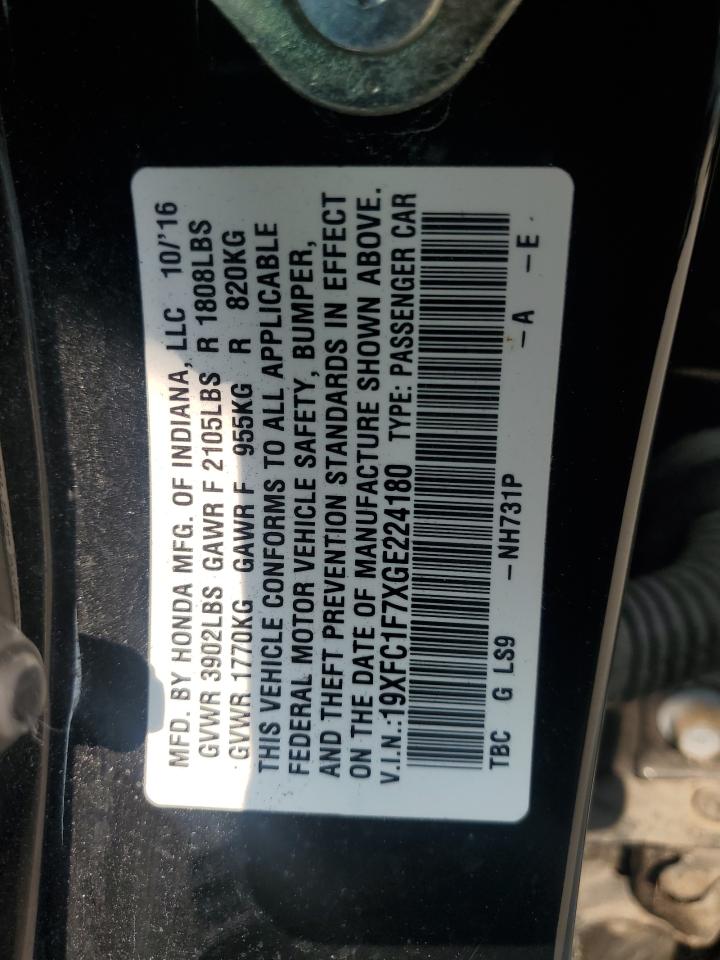 MFD. BY HONDA MFG. OF INDIANA, LLC 10/'16
GVWR 3902LBS GAWR F 2105LBS R 1808LBS
GVWR 1770KG GAWR F 955KG R 820KG
THIS VEHICLE CONFORMS TO ALL APPLICABLE
FEDERAL MOTOR VEHICLE SAFETY, BUMPER,
AND THEFT PREVENTION STANDARDS IN EFFECT
ON THE DATE OF MANUFACTURE SHOWN ABOVE.
V.I.N.:19XFC1F7XGE224180 TYPE: PASSENGER CAR
TBC G LS9 –NH731P –A –E